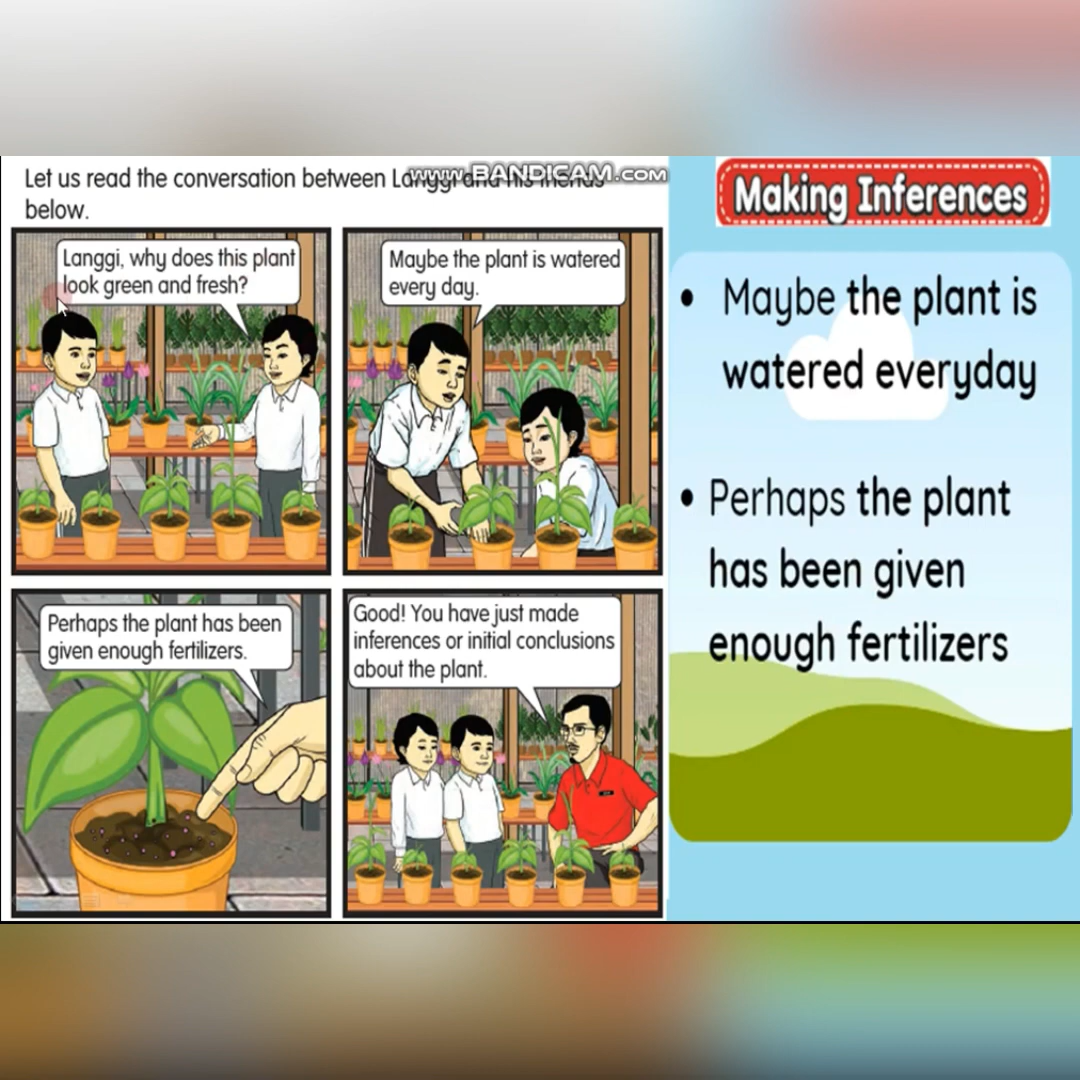 Let us read the conversation between Langgi and his friends
www.BANDICAM.com
below.
Langgi, why does this plant
look green and fresh?
Maybe the plant is watered
every day.
Perhaps the plant has been
given enough fertilizers.
Good! You have just made
inferences or initial conclusions
about the plant.
Making Inferences
• Maybe the plant is
watered everyday
• Perhaps the plant
has been given
enough fertilizers